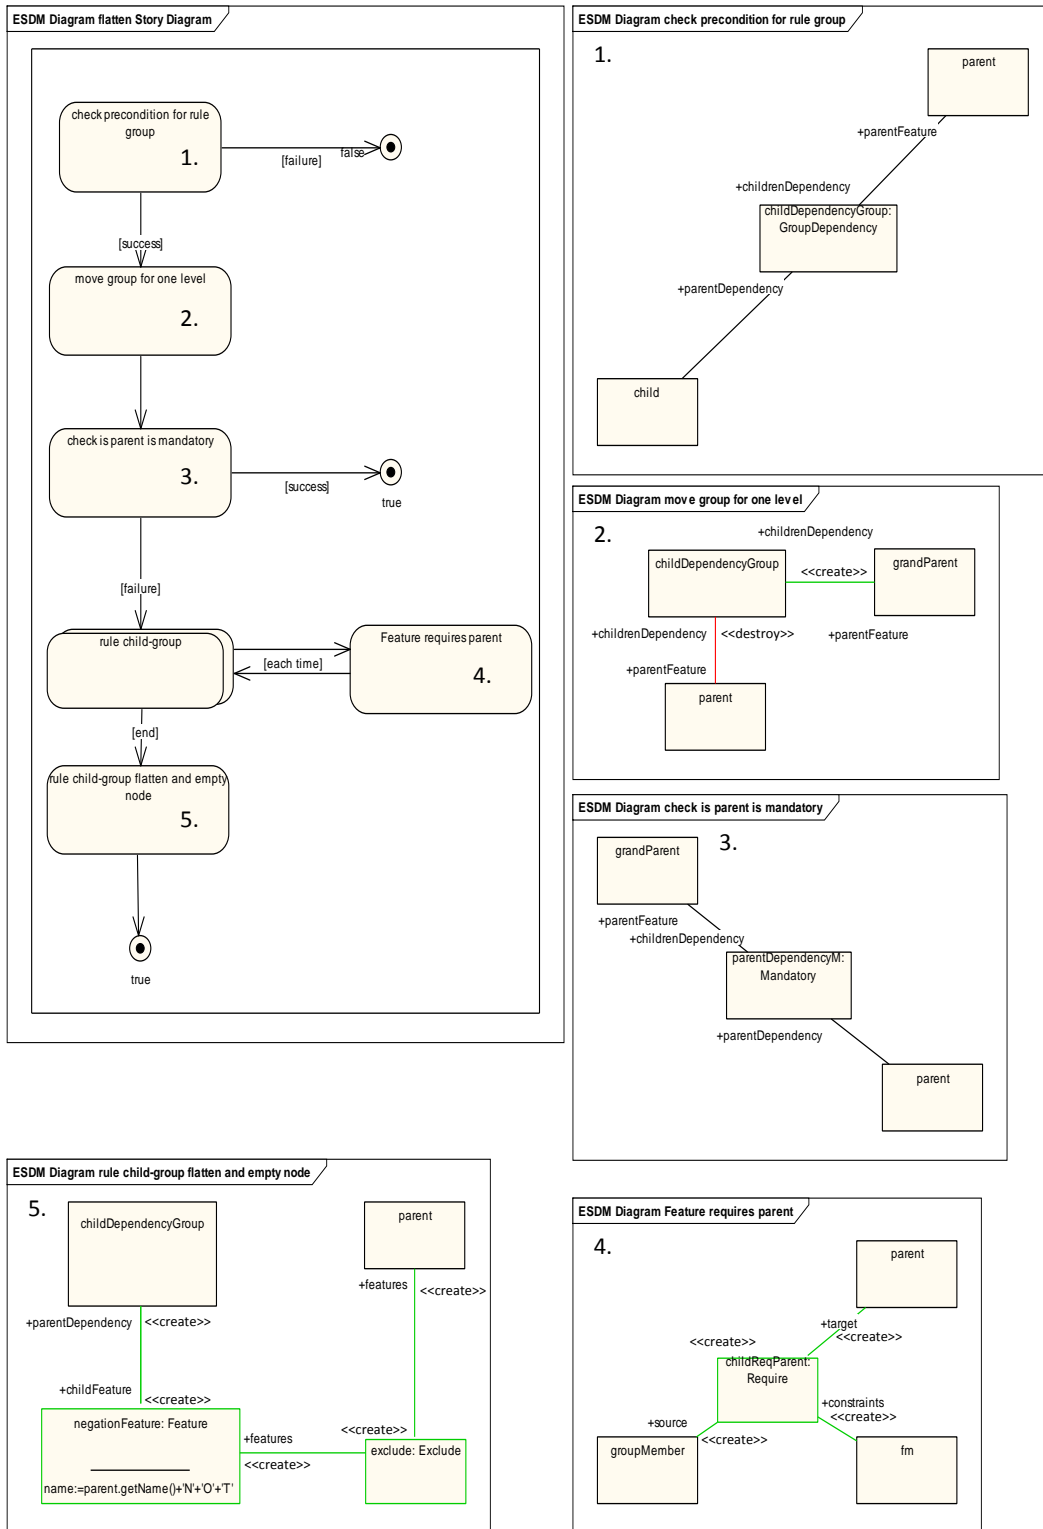 ESDM Diagram flatten Story Diagram
check precondition for rule
group
1.
[failure]
false
[success]
move group for one level
2.
check is parent is mandatory
3.
[success]
true
[failure]
rule child-group
[each time]
Feature requires parent
4.
[end]
rule child-group flatten and empty
node
5.
true
ESDM Diagram check precondition for rule group
1.
parent
+parentFeature
+childrenDependency
childDependencyGroup:
GroupDependency
+parentDependency
child
ESDM Diagram move group for one level
2.
+childrenDependency
childDependencyGroup
<<create>>
grandParent
+childrenDependency
<<destroy>>
+parentFeature
+parentFeature
parent
ESDM Diagram check is parent is mandatory
3.
grandParent
+parentFeature
+childrenDependency
parentDependencyM:
Mandatory
+parentDependency
parent
ESDM Diagram rule child-group flatten and empty node
5.
childDependencyGroup
parent
+features
<<create>>
+parentDependency
<<create>>
+childFeature
<<create>>
negationFeature: Feature
name:=parent.getName()+'N'+'O'+'T'
+features
<<create>>
<<create>>
exclude: Exclude
ESDM Diagram Feature requires parent
4.
parent
+target
<<create>>
<<create>>
childReqParent:
Require
+constraints
<<create>>
+source
<<create>>
groupMember
fm